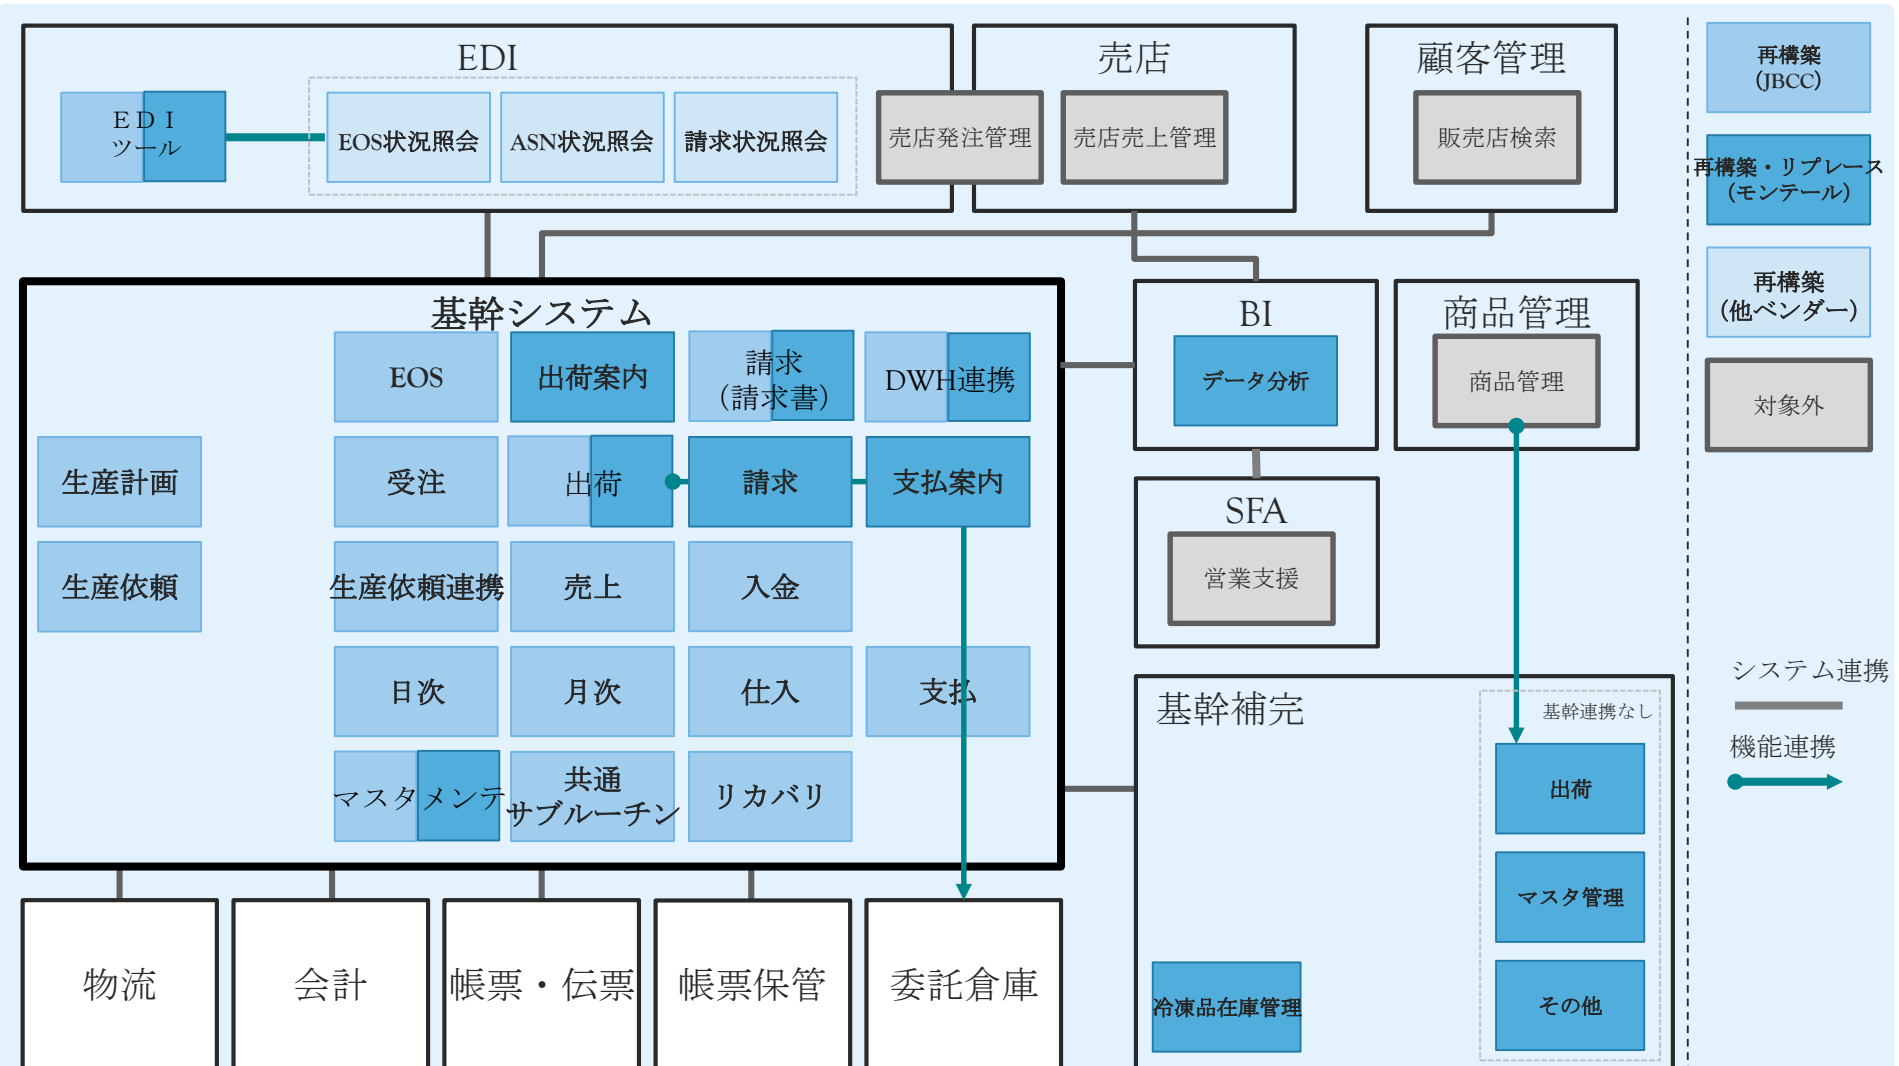 EDI
ＥＤＩ
ツール
EOS状況照会
ASN状況照会
請求状況照会
売店
売店発注管理
売店売上管理
顧客管理
販売店検索
基幹システム
EOS
出荷案内
請求
（請求書）
DWH連携
生産計画
受注
出荷
請求
支払案内
生産依頼
生産依頼連携
売上
入金
日次
月次
仕入
支払
マスタメンテ
共通
サブルーチン
リカバリ
BI
データ分析
商品管理
商品管理
SFA
営業支援
基幹補完
基幹連携なし
出荷
マスタ管理
その他
冷凍品在庫管理
物流
会計
帳票・伝票
帳票保管
委託倉庫
再構築
（JBCC）
再構築・リプレース
（モンテール）
再構築
（他ベンダー）
対象外
システム連携
機能連携